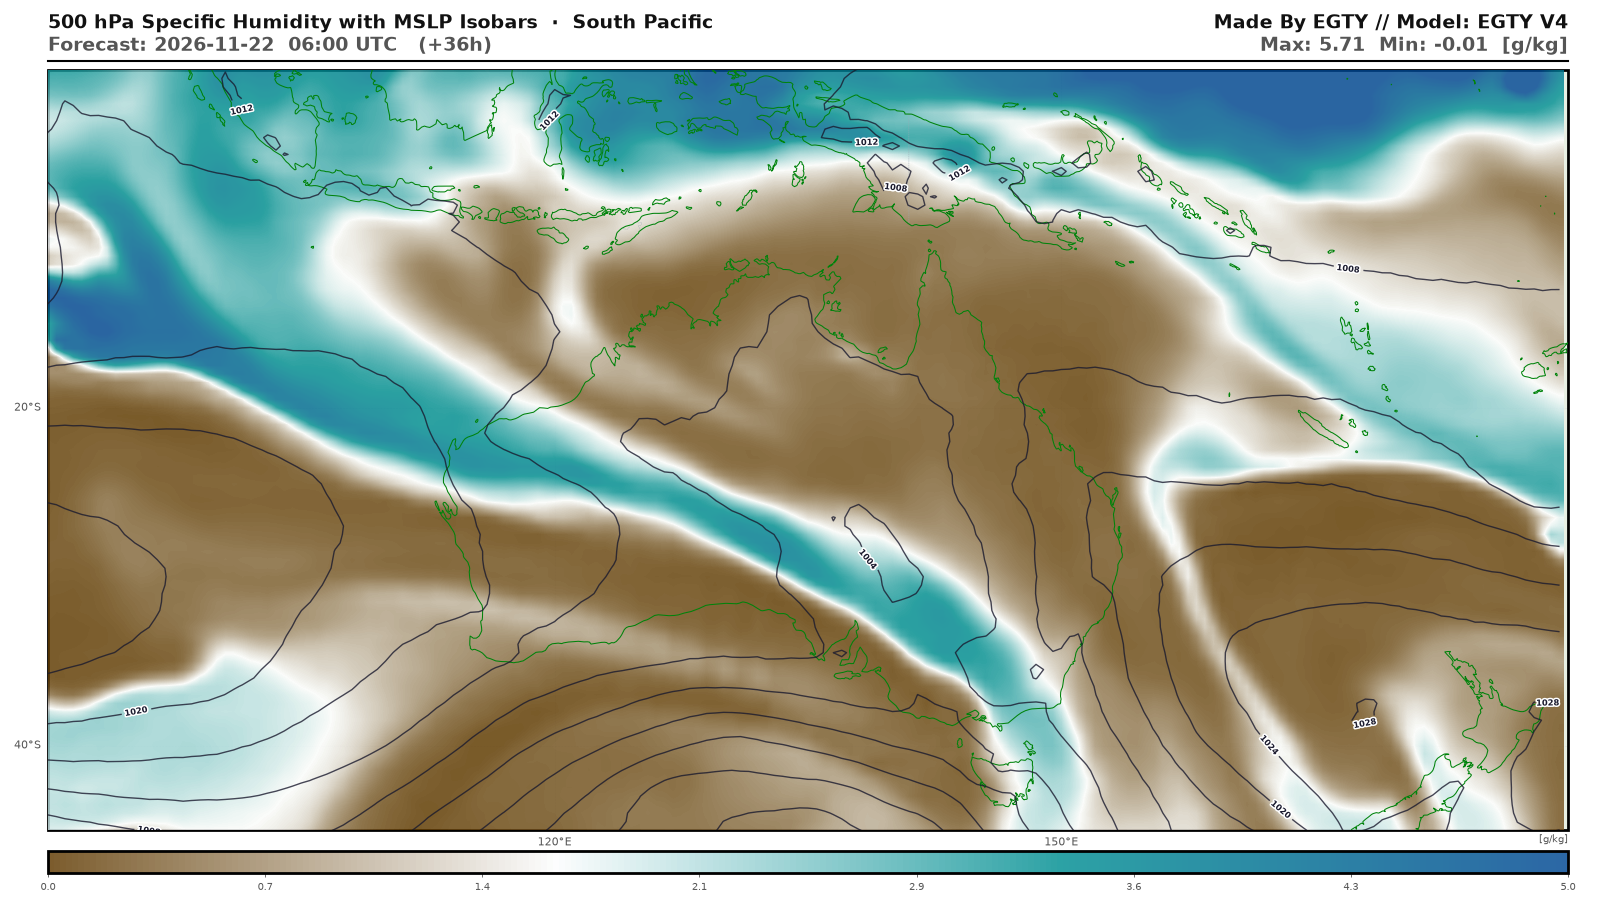 500 hPa Specific Humidity with MSLP Isobars · South Pacific
Made By EGTY // Model: EGTY V4
Forecast: 2026-11-22 06:00 UTC (+36h)
Max: 5.71 Min: -0.01 [g/kg]
1012
1012
1012
1012
1008
1008
20°S
1004
1020
1028
1028
1024
40°S
1020
120°E
150°E
[g/kg]
0.0
0.7
1.4
2.1
2.9
3.6
4.3
5.0